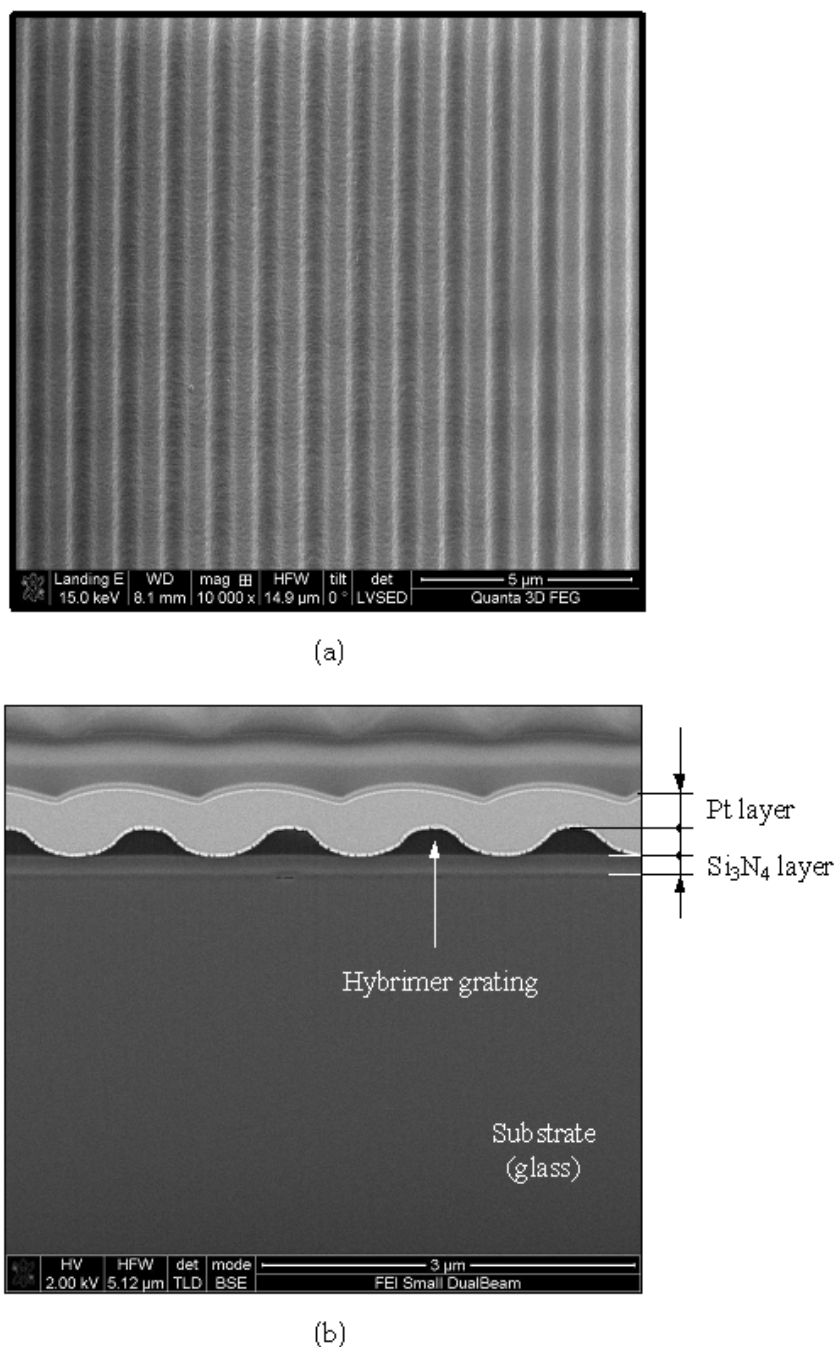 Landing E WD mag ⊞ HFW tilt det 5 µm
15.0 keV 8.1 mm 10 000 x 14.9 µm 0 ° LVSED Quanta 3D FEG
(a)
Pt layer
Si₃N₄ layer
Hybrimer grating
Substrate
(glass)
HV HFW det mode 3 µm
2.00 kV 5.12 µm TLD BSE FEI Small DualBeam
(b)